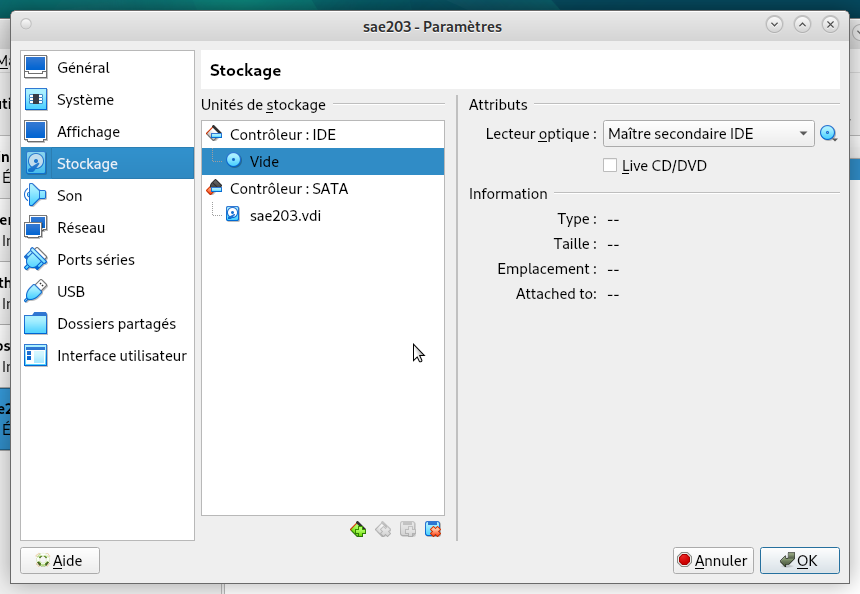 sae203 - Paramètres
Général
Système
Affichage
Stockage
Son
Réseau
Ports séries
USB
Dossiers partagés
Interface utilisateur
Stockage
Unités de stockage
Contrôleur : IDE
Vide
Contrôleur : SATA
sae203.vdi
Attributs
Lecteur optique : Maître secondaire IDE
Live CD/DVD
Information
Type : --
Taille : --
Emplacement : --
Attached to: --
Aide
Annuler
OK